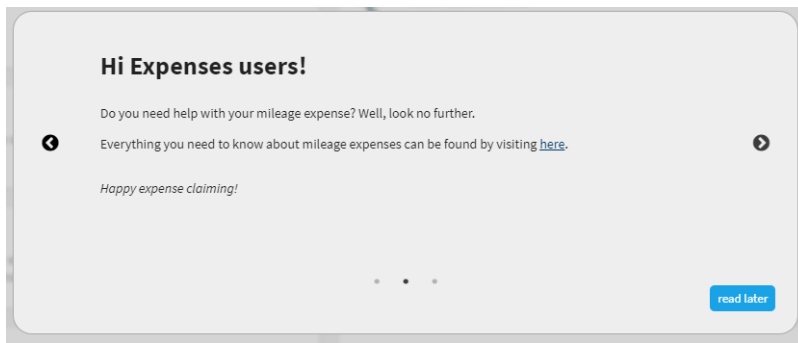 Hi Expenses users!
Do you need help with your mileage expense? Well, look no further.
Everything you need to know about mileage expenses can be found by visiting here.
Happy expense claiming!
read later